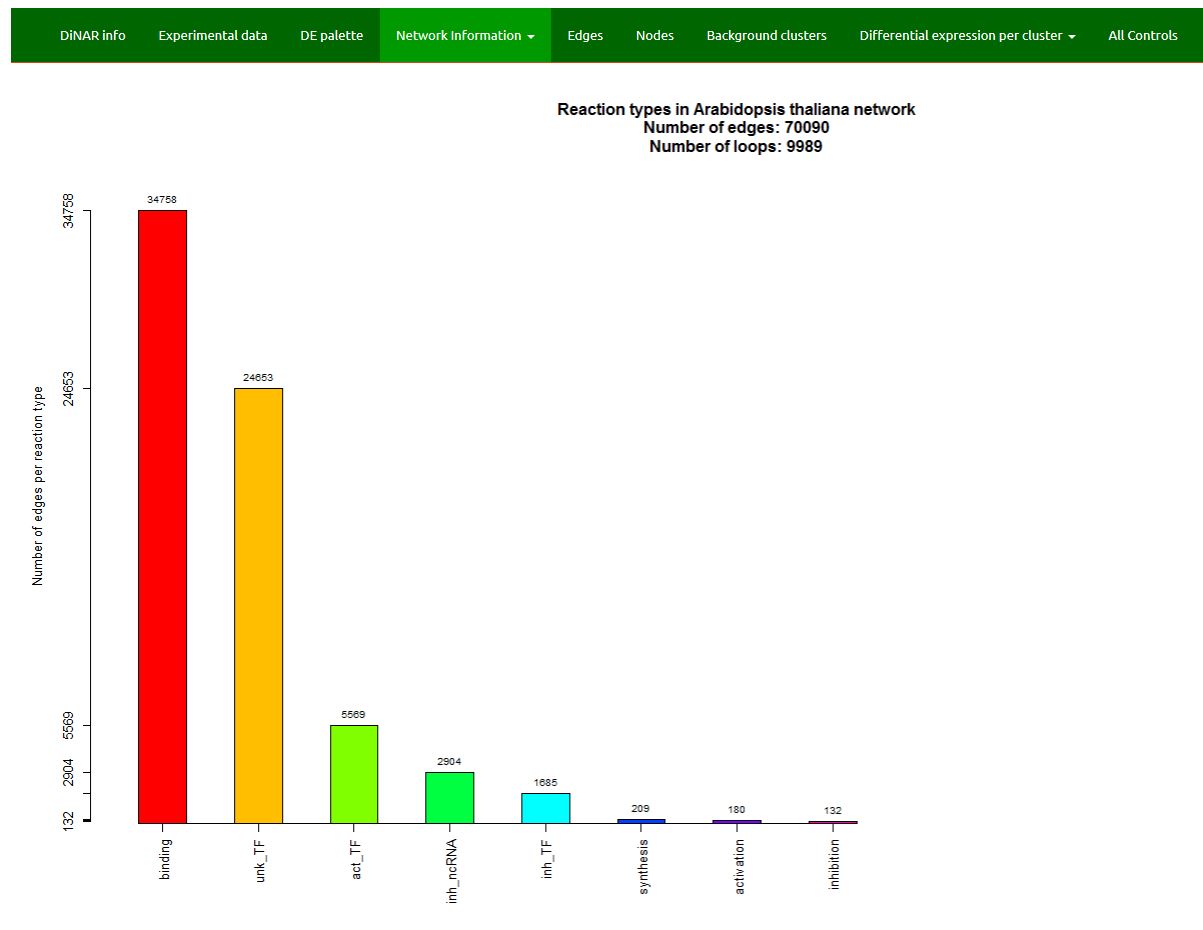 DiNAR info Experimental data DE palette Network Information Edges Nodes Background clusters Differential expression per cluster All Controls
Reaction types in Arabidopsis thaliana network
Number of edges: 70090
Number of loops: 9989
Number of edges per reaction type
34758
24653
5569
2904
132
34758
24653
5569
2904
1685
209
180
132
binding
unk_TF
act_TF
inh_ncRNA
inh_TF
synthesis
activation
inhibition